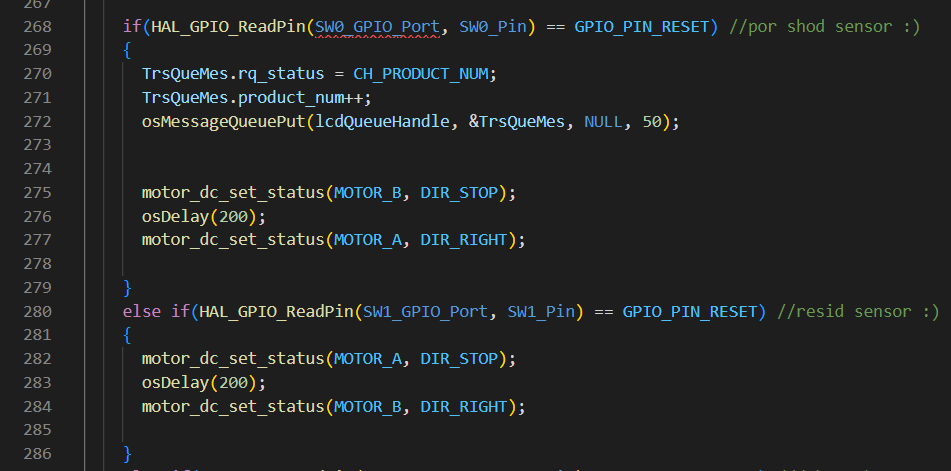 267
268 if(HAL_GPIO_ReadPin(SW0_GPIO_Port, SW0_Pin) == GPIO_PIN_RESET) //por shod sensor :)
269 {
270 TrsQueMes.rq_status = CH_PRODUCT_NUM;
271 TrsQueMes.product_num++;
272 osMessageQueuePut(lcdQueueHandle, &TrsQueMes, NULL, 50);
273
274
275 motor_dc_set_status(MOTOR_B, DIR_STOP);
276 osDelay(200);
277 motor_dc_set_status(MOTOR_A, DIR_RIGHT);
278
279 }
280 else if(HAL_GPIO_ReadPin(SW1_GPIO_Port, SW1_Pin) == GPIO_PIN_RESET) //resid sensor :)
281 {
282 motor_dc_set_status(MOTOR_A, DIR_STOP);
283 osDelay(200);
284 motor_dc_set_status(MOTOR_B, DIR_RIGHT);
285
286 }